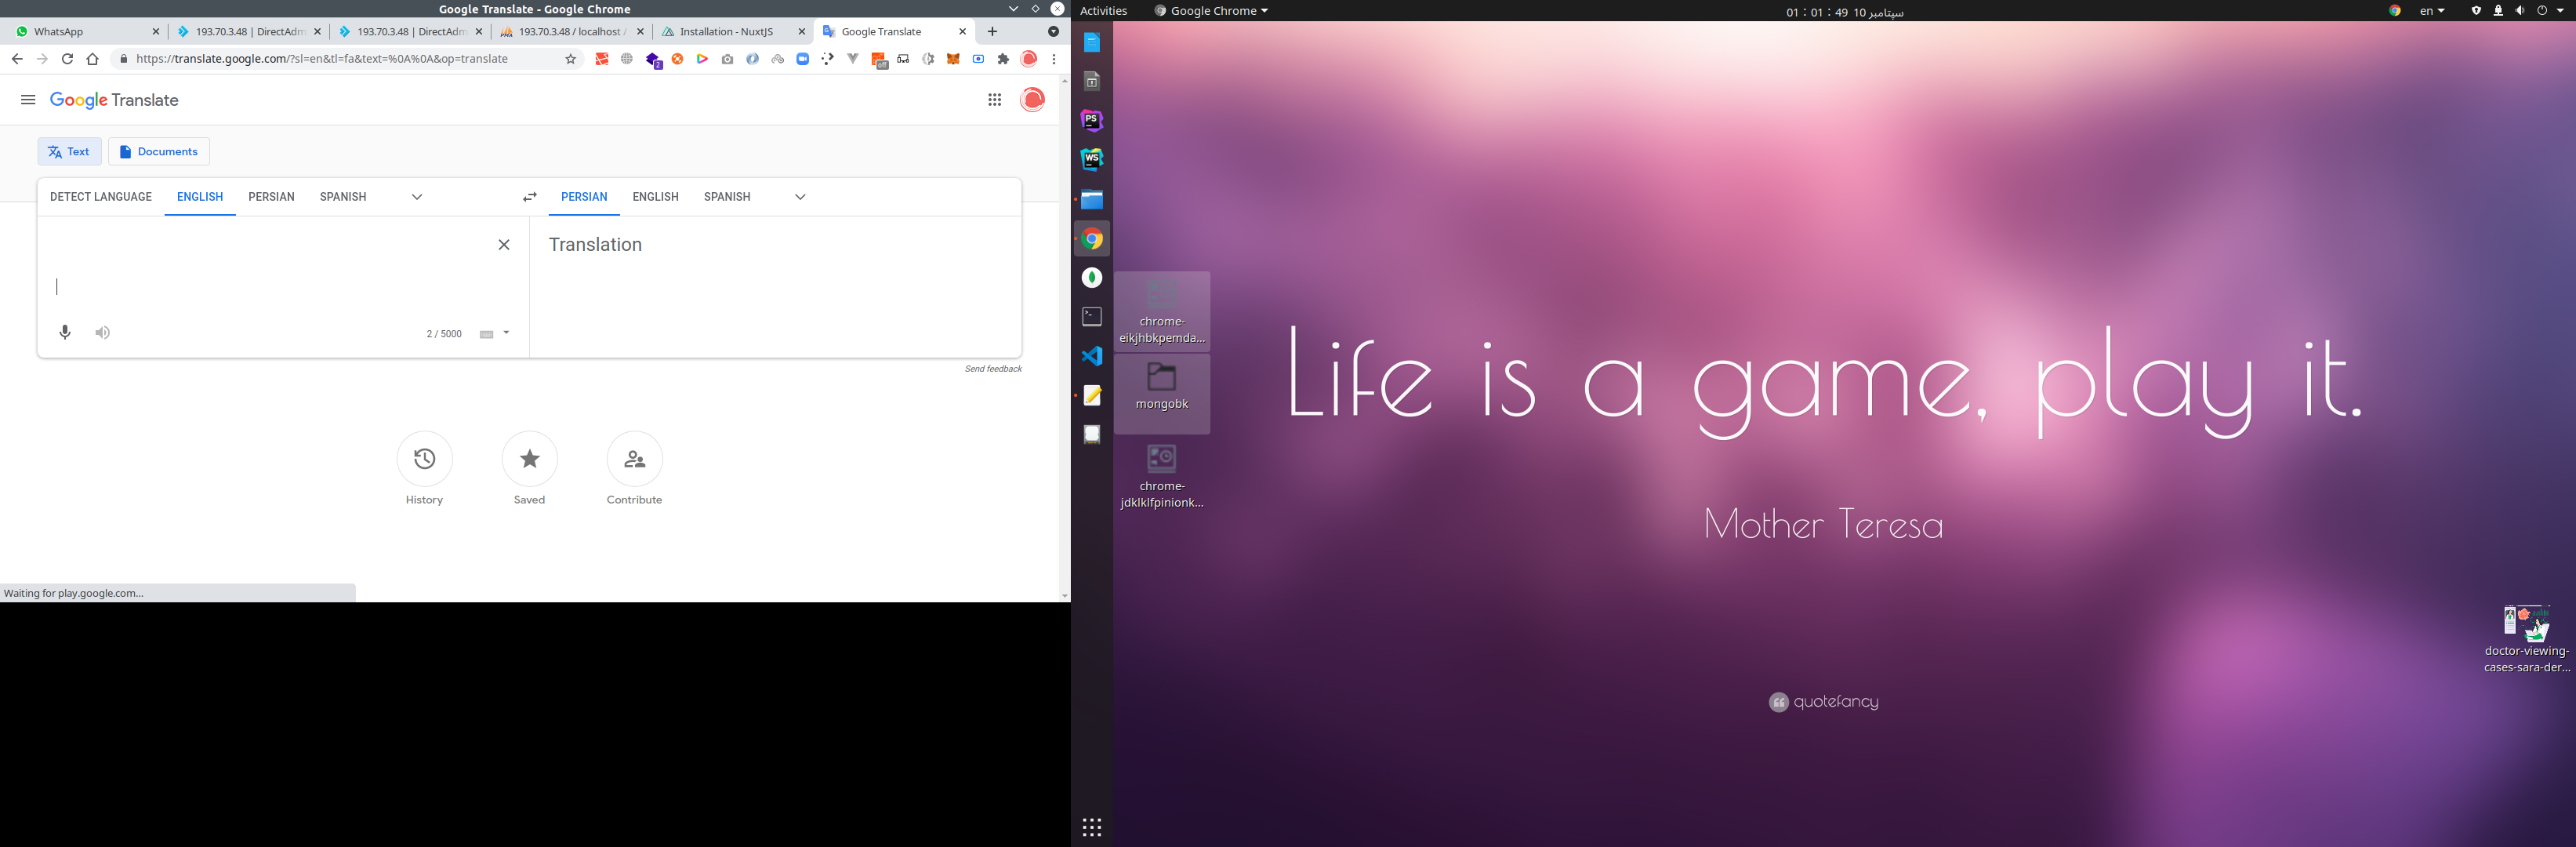 Google Translate - Google Chrome
WhatsApp
193.70.3.48 | DirectAdm
193.70.3.48 | DirectAdm
193.70.3.48 / localhost /
Installation - NuxtJS
Google Translate
https://translate.google.com/?sl=en&tl=fa&text=%0A%0A&op=translate
2
off
Google Translate
Text
Documents
DETECT LANGUAGE
ENGLISH
PERSIAN
SPANISH
PERSIAN
ENGLISH
SPANISH
Translation
2 / 5000
Send feedback
History
Saved
Contribute
Waiting for play.google.com...
Activities
Google Chrome
01 : 01 : 49 10 سپتامبر
en
PS
WS
chrome-
eikjhbkpemda...
mongobk
chrome-
jdklklfpinionk...
Life is a game, play it.
Mother Teresa
quotefancy
doctor-viewing-
cases-sara-der...